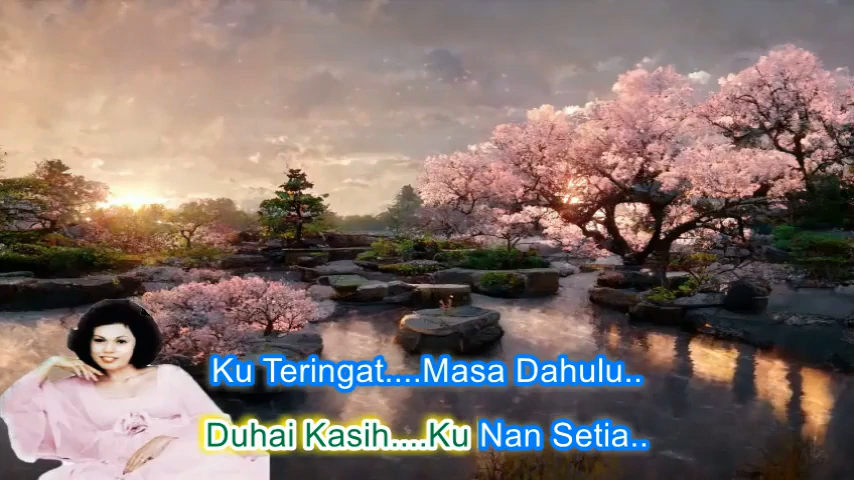 Ku Teringat....Masa Dahulu..
Duhai Kasih....Ku Nan Setia..